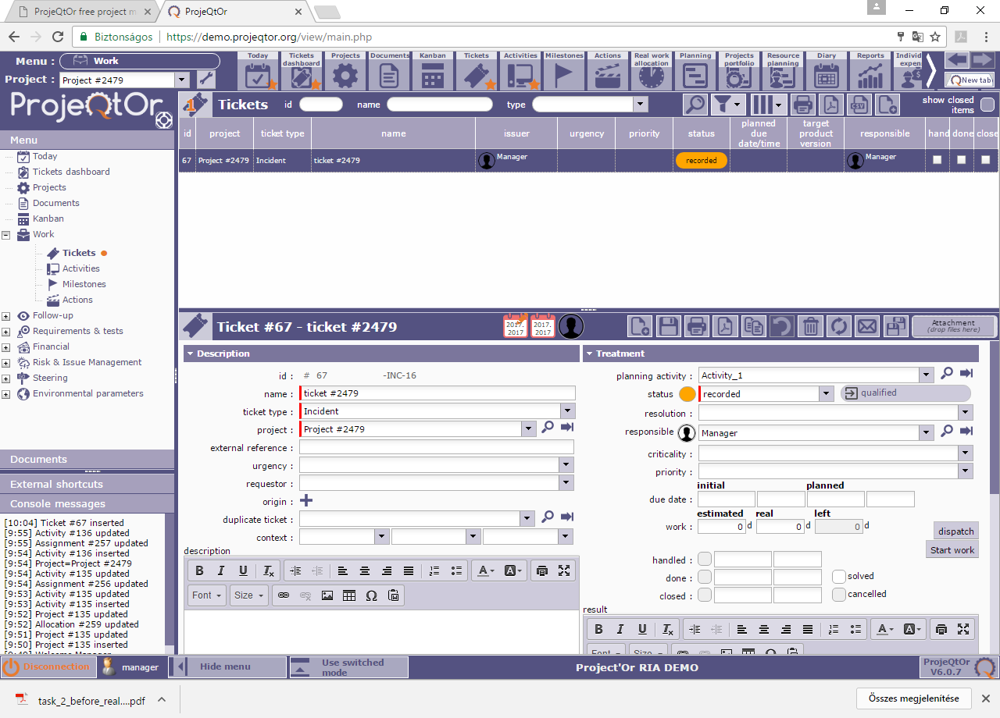 ProjeQtOr free project m
ProjeQtOr
Biztonságos
https://demo.projeqtor.org/view/main.php
Menu :
Work
Project :
Project #2479
Today
Tickets dashboard
Projects
Documents
Kanban
Tickets
Activities
Milestones
Actions
Real work allocation
Planning
Projects portfolio
Resource planning
Diary
Reports
Individ expen
New tab
ProjeQtOr
1
Tickets
id
name
type
CSV
show closed items
id
project
ticket type
name
issuer
urgency
priority
status
planned due date/time
target product version
responsible
hand
done
close
67
Project #2479
Incident
ticket #2479
Manager
recorded
Manager
Menu
Today
Tickets dashboard
Projects
Documents
Kanban
Work
Tickets
Activities
Milestones
Actions
Follow-up
Requirements & tests
Financial
Risk & Issue Management
Steering
Environmental parameters
Documents
External shortcuts
Console messages
[10:04] Ticket #67 inserted
[9:55] Activity #136 updated
[9:55] Assignment #257 updated
[9:54] Activity #136 inserted
[9:54] Project=Project #2479
[9:54] Activity #135 updated
[9:54] Assignment #256 updated
[9:53] Activity #135 updated
[9:53] Activity #135 inserted
[9:52] Project #135 updated
[9:52] Allocation #259 updated
[9:51] Project #135 updated
[9:50] Project #135 inserted
[9:49] Welcome Manager
Ticket #67 - ticket #2479
2017. 2017
2017. 2017
Attachment
(drop files here)
Description
id :
# 67 -INC-16
name :
ticket #2479
ticket type :
Incident
project :
Project #2479
external reference :
urgency :
requestor :
origin :
duplicate ticket :
context :
description
B I U Tx
A A
Font
Size
Ω
Treatment
planning activity :
Activity_1
status
recorded
qualified
resolution :
responsible
Manager
criticality :
priority :
initial
planned
due date :
estimated
real
left
work :
0 d
0 d
0 d
dispatch
Start work
handled :
done :
solved
closed :
cancelled
result
B I U Tx
A A
Font
Size
Ω
Disconnection
manager
Hide menu
Use switched mode
Project'Or RIA DEMO
ProjeQtOr
V6.0.7
task_2_before_real....pdf
Összes megjelenítése